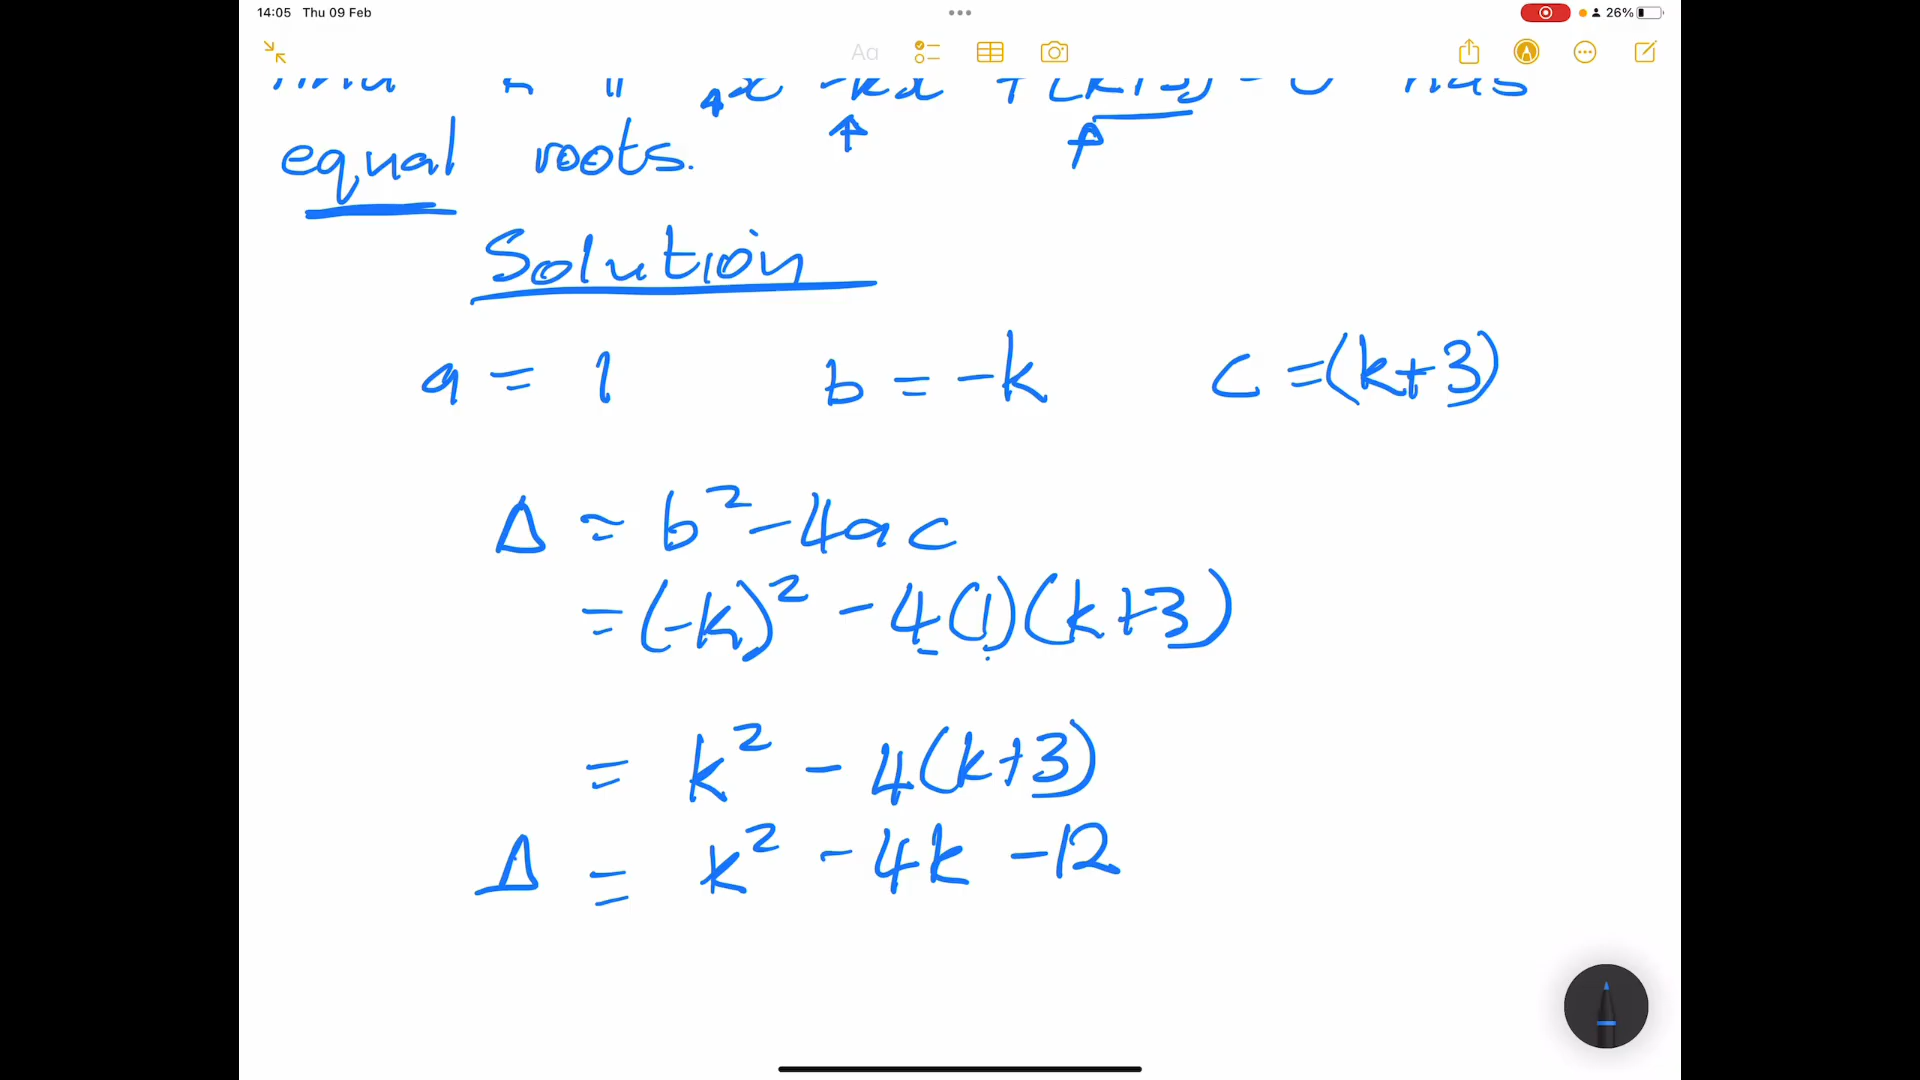 14:05 Thu 09 Feb 26%
Aa
equal roots.
Solution
a = 1 b = -k c = (k+3)
Δ = b² - 4ac
= (-k)² - 4(1)(k+3)
= k² - 4(k+3)
Δ = k² - 4k - 12